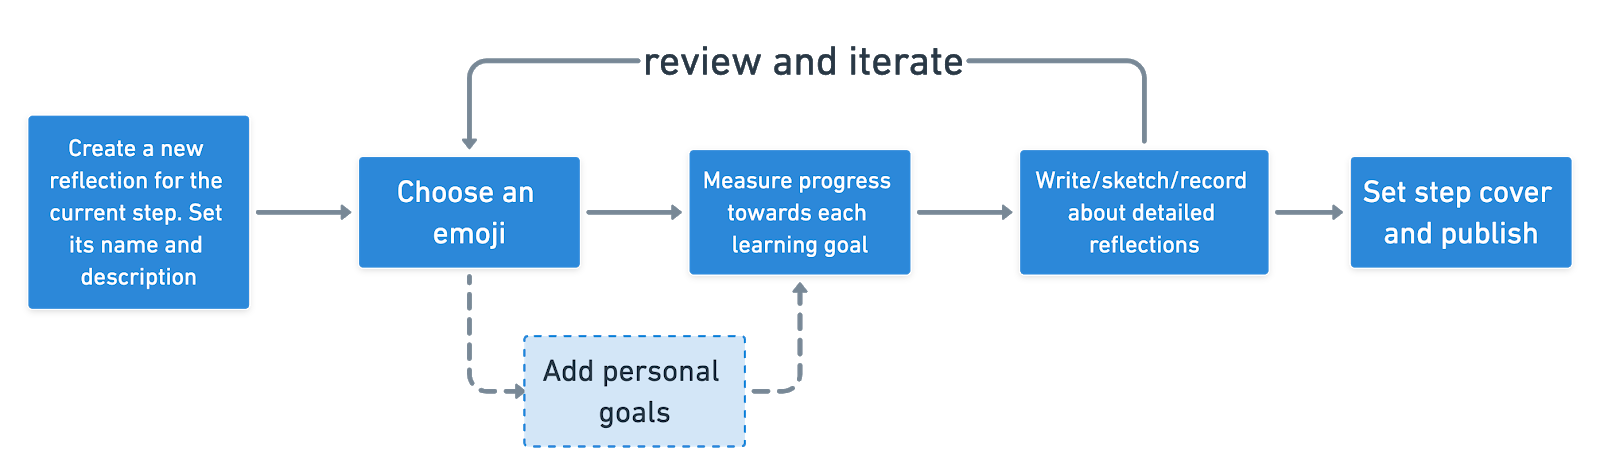 review and iterate
Create a new
reflection for the
current step. Set
its name and
description
Choose an
emoji
Measure progress
towards each
learning goal
Write/sketch/record
about detailed
reflections
Set step cover
and publish
Add personal
goals